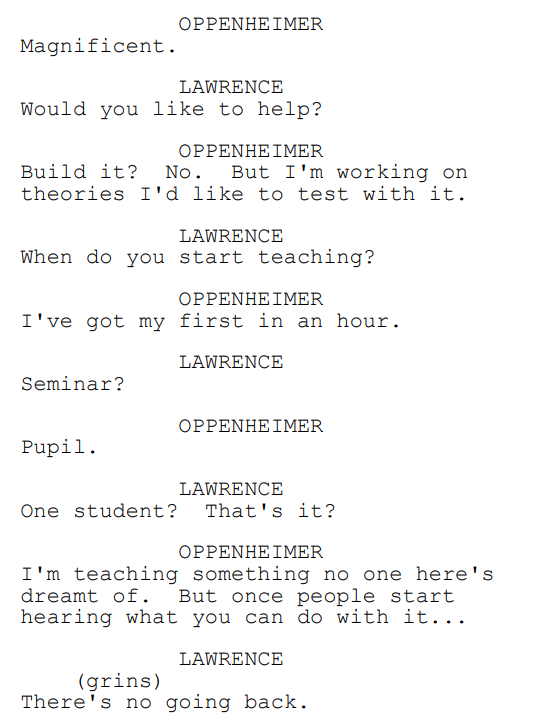 OPPENHEIMER
Magnificent.
LAWRENCE
Would you like to help?
OPPENHEIMER
Build it?  No.  But I'm working on
theories I'd like to test with it.
LAWRENCE
When do you start teaching?
OPPENHEIMER
I've got my first in an hour.
LAWRENCE
Seminar?
OPPENHEIMER
Pupil.
LAWRENCE
One student?  That's it?
OPPENHEIMER
I'm teaching something no one here's
dreamt of.  But once people start
hearing what you can do with it...
LAWRENCE
(grins)
There's no going back.